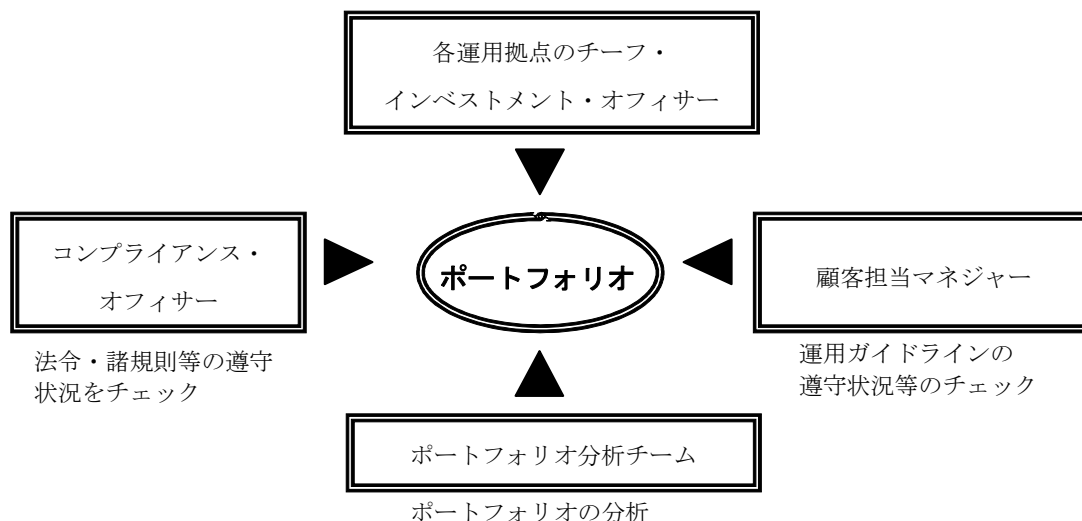 各運用拠点のチーフ・
インベストメント・オフィサー
コンプライアンス・
オフィサー
法令・諸規則等の遵守
状況をチェック
ポートフォリオ
顧客担当マネジャー
運用ガイドラインの
遵守状況等のチェック
ポートフォリオ分析チーム
ポートフォリオの分析